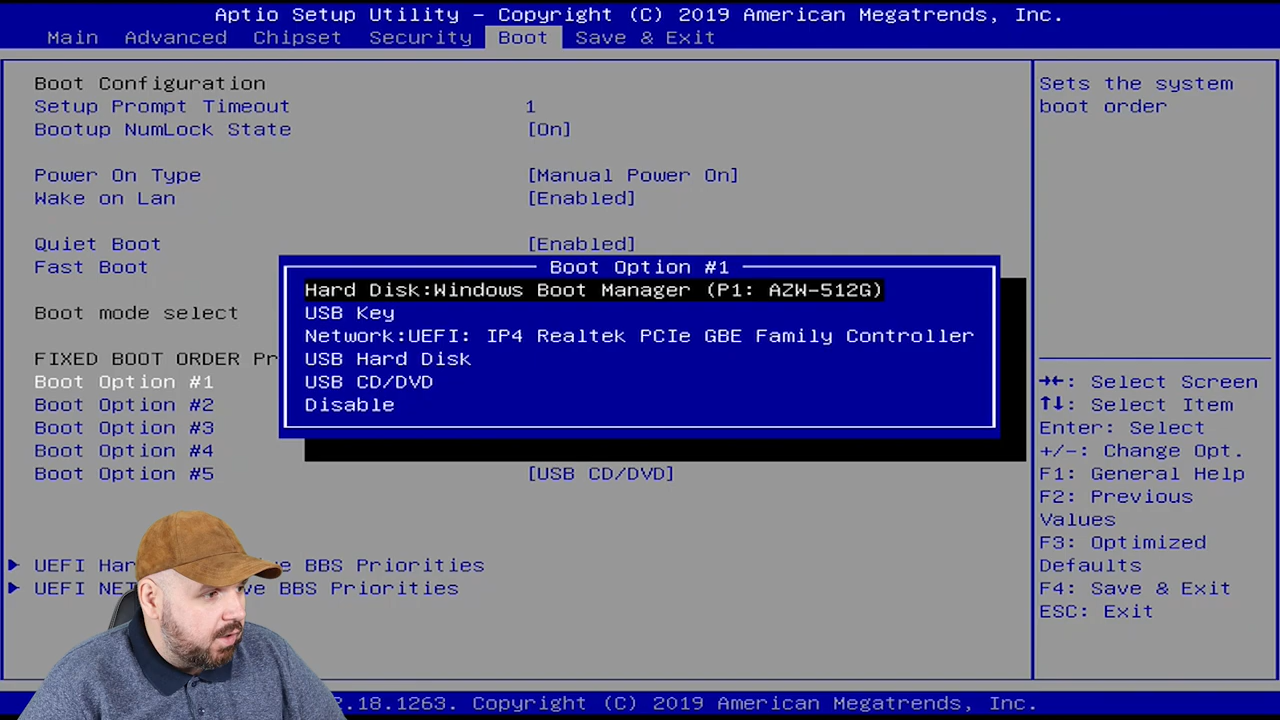 Aptio Setup Utility – Copyright (C) 2019 American Megatrends, Inc.
Main Advanced Chipset Security Boot Save & Exit
Boot Configuration
Setup Prompt Timeout 1
Bootup NumLock State [On]
Power On Type [Manual Power On]
Wake on Lan [Enabled]
Quiet Boot [Enabled]
Fast Boot
Boot mode select
FIXED BOOT ORDER
Boot Option #1
Boot Option #2
Boot Option #3
Boot Option #4
Boot Option #5 [USB CD/DVD]
UEFI BBS Priorities
UEFI BBS Priorities
Boot Option #1
Hard Disk:Windows Boot Manager (P1: AZW-512G)
USB Key
Network:UEFI: IP4 Realtek PCIe GBE Family Controller
USB Hard Disk
USB CD/DVD
Disable
Sets the system
boot order
→←: Select Screen
↑↓: Select Item
Enter: Select
+/-: Change Opt.
F1: General Help
F2: Previous
Values
F3: Optimized
Defaults
F4: Save & Exit
ESC: Exit
.18.1263. Copyright (C) 2019 American Megatrends, Inc.